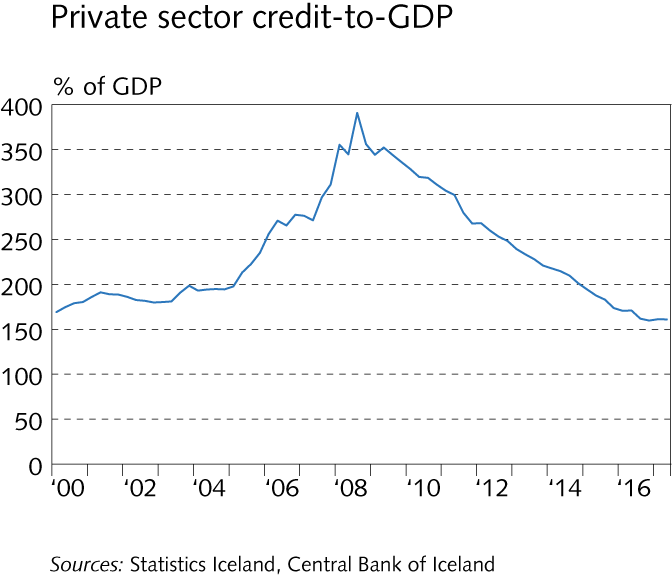 Private sector credit-to-GDP
% of GDP
400
350
300
250
200
150
100
50
0
‘00 ‘02 ‘04 ‘06 ‘08 ‘10 ‘12 ‘14 ‘16
Sources: Statistics Iceland, Central Bank of Iceland